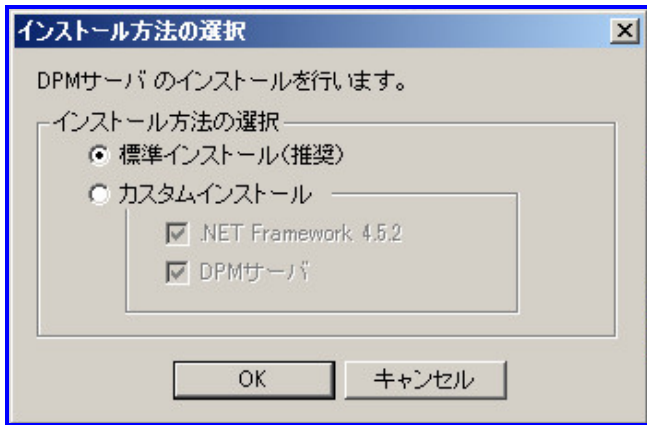 インストール方法の選択
DPMサーバ のインストールを行います。
インストール方法の選択
標準インストール(推奨)
カスタムインストール
.NET Framework 4.5.2
DPMサーバ
OK
キャンセル